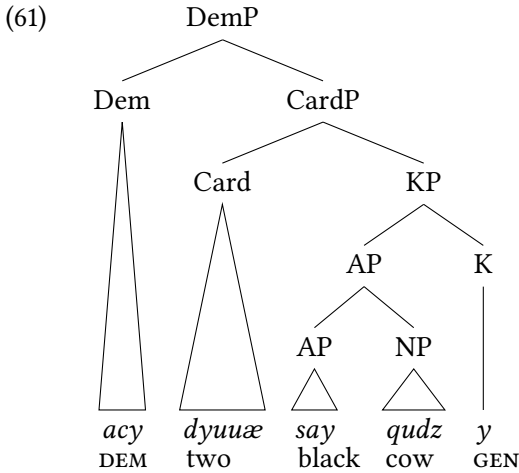 (61) DemP
Dem CardP
Card KP
AP K
AP NP
acy dyuuæ say qudz y
DEM two black cow GEN